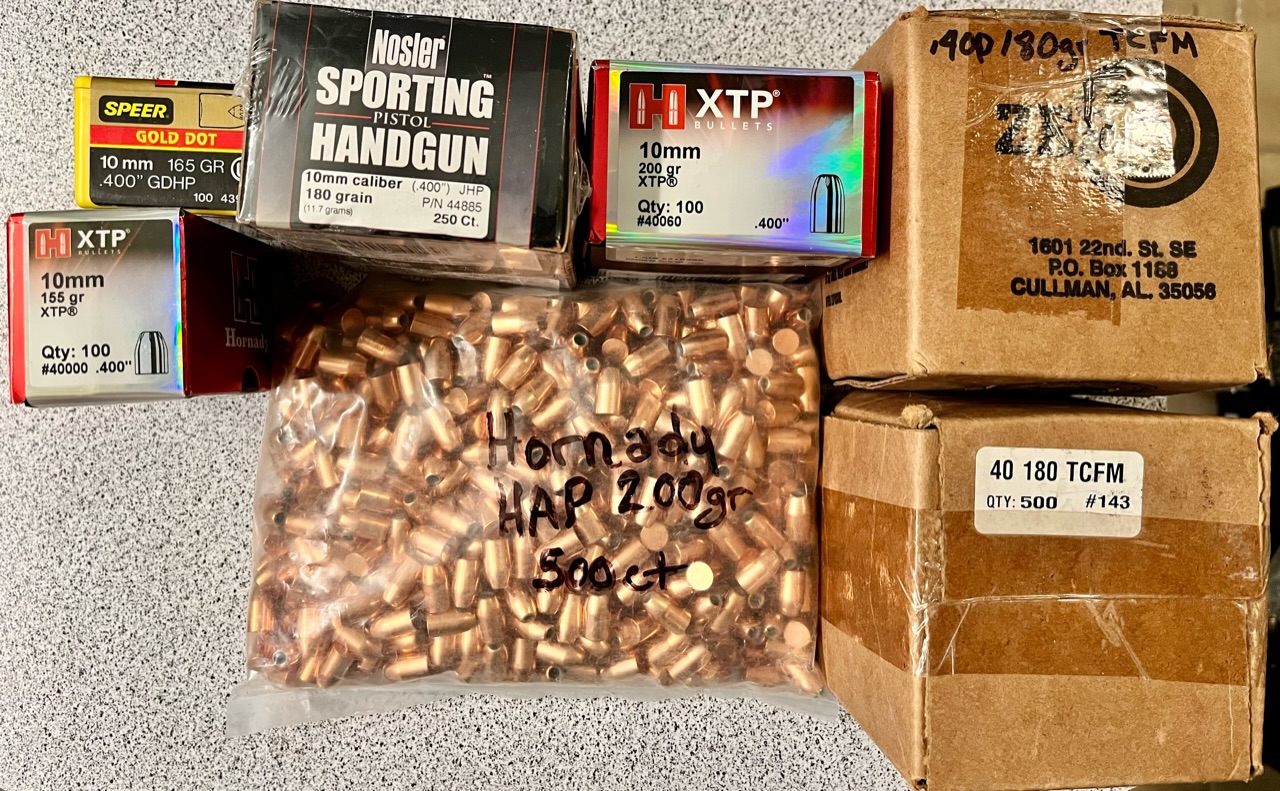 SPEER
GOLD DOT
10 mm 165 GR
.400" GDHP
100
Nosler
SPORTING™
PISTOL
HANDGUN
10mm caliber (.400") JHP
180 grain P/N 44885
(11.7 grams) 250 Ct.
H XTP®
BULLETS
10mm
200 gr
XTP®
Qty: 100
#40060 .400"
.40p 180gr TCFM
1601 22nd. St. SE
P.O. Box 1188
CULLMAN, AL. 35056
H XTP®
BULLETS
10mm
155 gr
XTP®
Qty: 100
#40000 .400"
Hornady
Hornady
HAP 200gr
500ct
40 180 TCFM
QTY: 500 #143